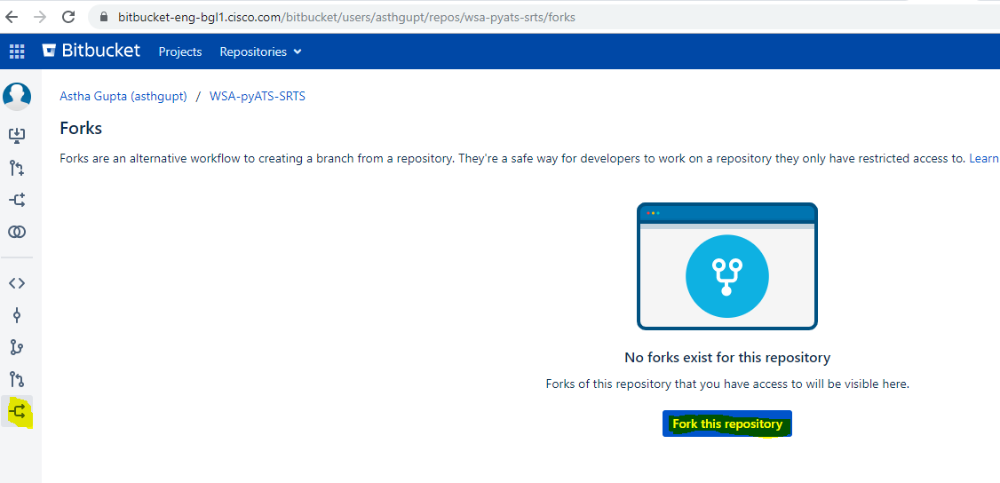 bitbucket-eng-bgl1.cisco.com/bitbucket/users/asthgupt/repos/wsa-pyats-srts/forks
Bitbucket Projects Repositories
Astha Gupta (asthgupt) / WSA-pyATS-SRTS
Forks
Forks are an alternative workflow to creating a branch from a repository. They're a safe way for developers to work on a repository they only have restricted access to. Learn
No forks exist for this repository
Forks of this repository that you have access to will be visible here.
Fork this repository